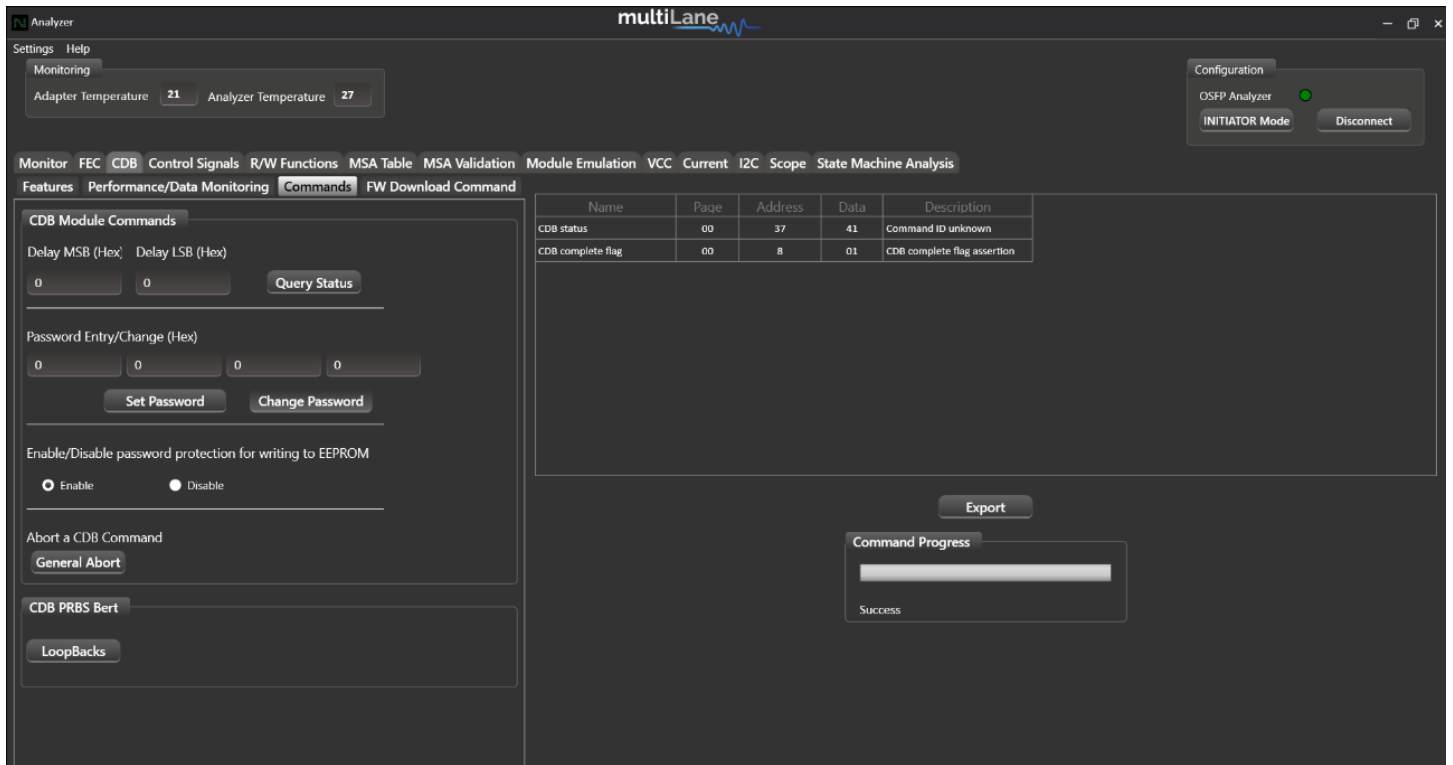 Analyzer
multiLane
Settings Help
Monitoring
Adapter Temperature 21 Analyzer Temperature 27
Configuration
OSFP Analyzer
INITIATOR Mode Disconnect
Monitor FEC CDB Control Signals R/W Functions MSA Table MSA Validation Module Emulation VCC Current I2C Scope State Machine Analysis
Features Performance/Data Monitoring Commands FW Download Command
CDB Module Commands
Delay MSB (Hex) Delay LSB (Hex)
0 0 Query Status
Password Entry/Change (Hex)
0 0 0 0
Set Password Change Password
Enable/Disable password protection for writing to EEPROM
Enable Disable
Abort a CDB Command
General Abort
CDB PRBS Bert
LoopBacks
Name Page Address Data Description
CDB status 00 37 41 Command ID unknown
CDB complete flag 00 8 01 CDB complete flag assertion
Export
Command Progress
Success